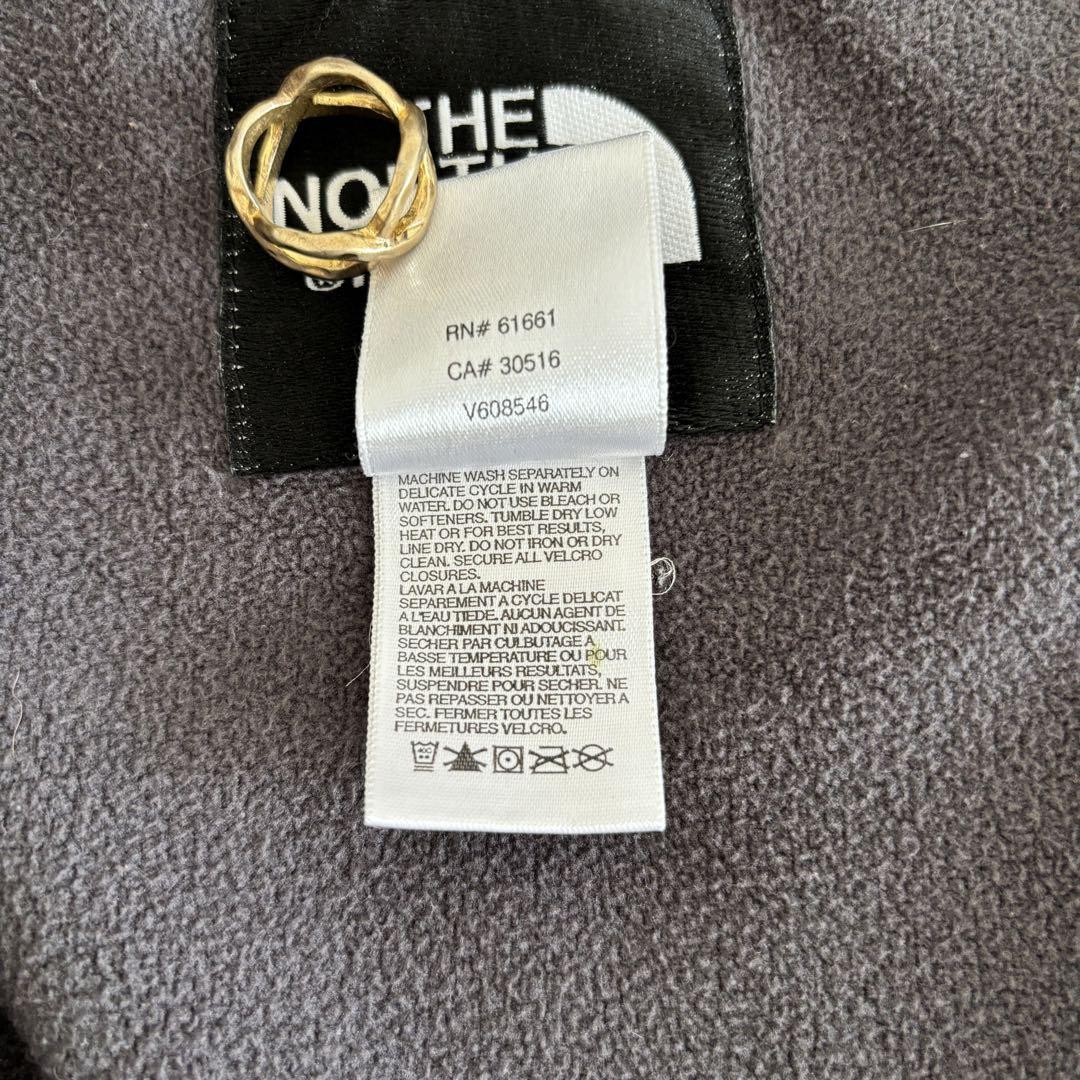 THE
NO
RN# 61661
CA# 30516
V608546
MACHINE WASH SEPARATELY ON
DELICATE CYCLE IN WARM
WATER. DO NOT USE BLEACH OR
SOFTENERS. TUMBLE DRY LOW
HEAT OR FOR BEST RESULTS,
LINE DRY. DO NOT IRON OR DRY
CLEAN. SECURE ALL VELCRO
CLOSURES.
LAVAR A LA MACHINE
SEPAREMENT A CYCLE DELICAT
A L'EAU TIEDE. AUCUN AGENT DE
BLANCHIMENT NI ADOUCISSANT.
SECHER PAR CULBUTAGE A
BASSE TEMPERATURE OU POUR
LES MEILLEURS RESULTATS,
SUSPENDRE POUR SECHER. NE
PAS REPASSER OU NETTOYER A
SEC. FERMER TOUTES LES
FERMETURES VELCRO.
40C